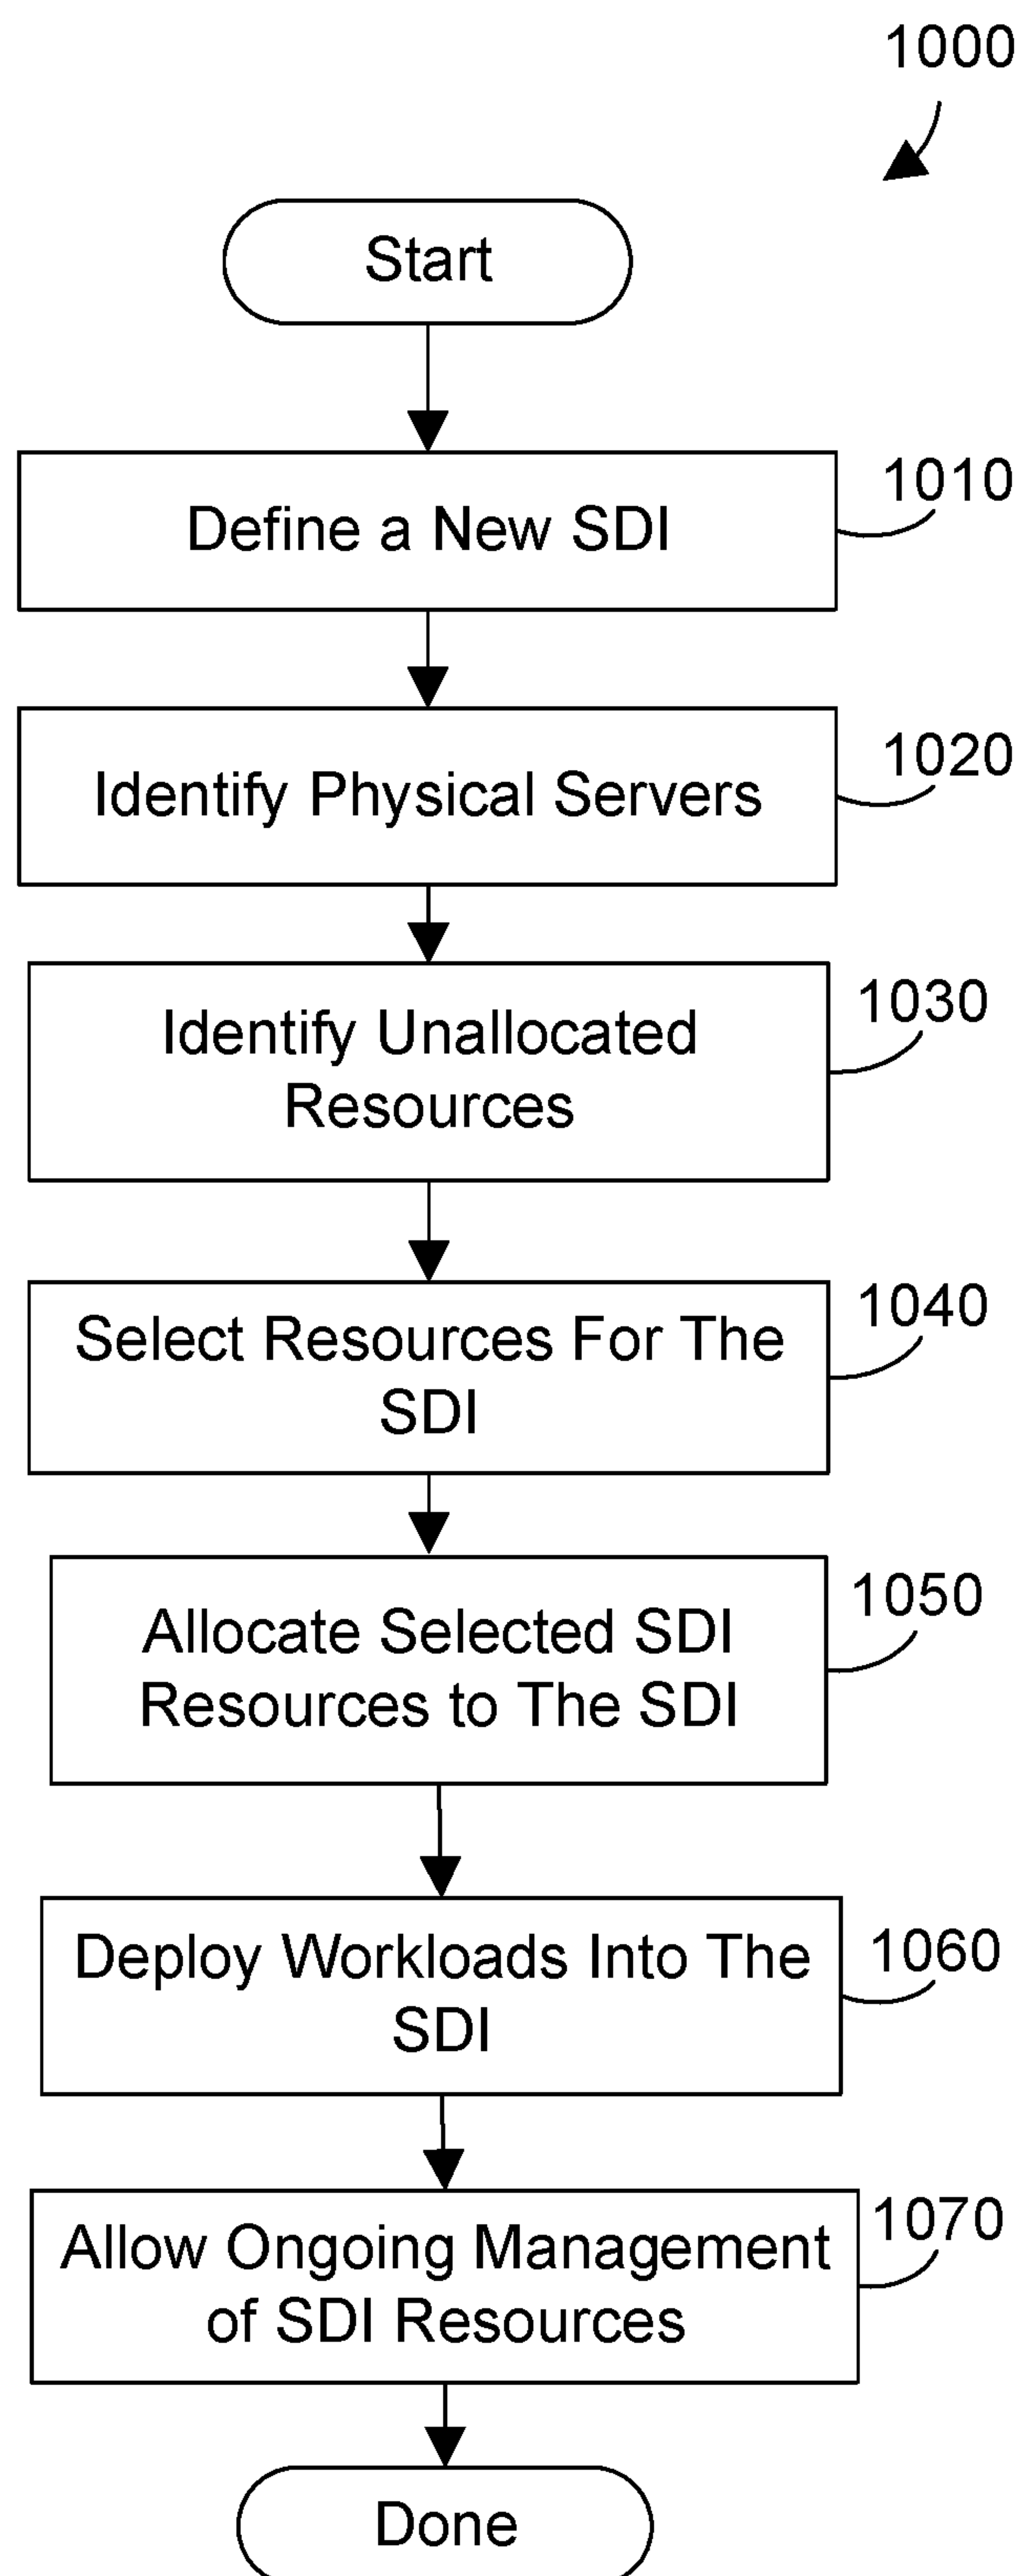 1000
Start
1010
Define a New SDI
1020
Identify Physical Servers
1030
Identify Unallocated
Resources
1040
Select Resources For The
SDI
1050
Allocate Selected SDI
Resources to The SDI
1060
Deploy Workloads Into The
SDI
1070
Allow Ongoing Management
of SDI Resources
Done